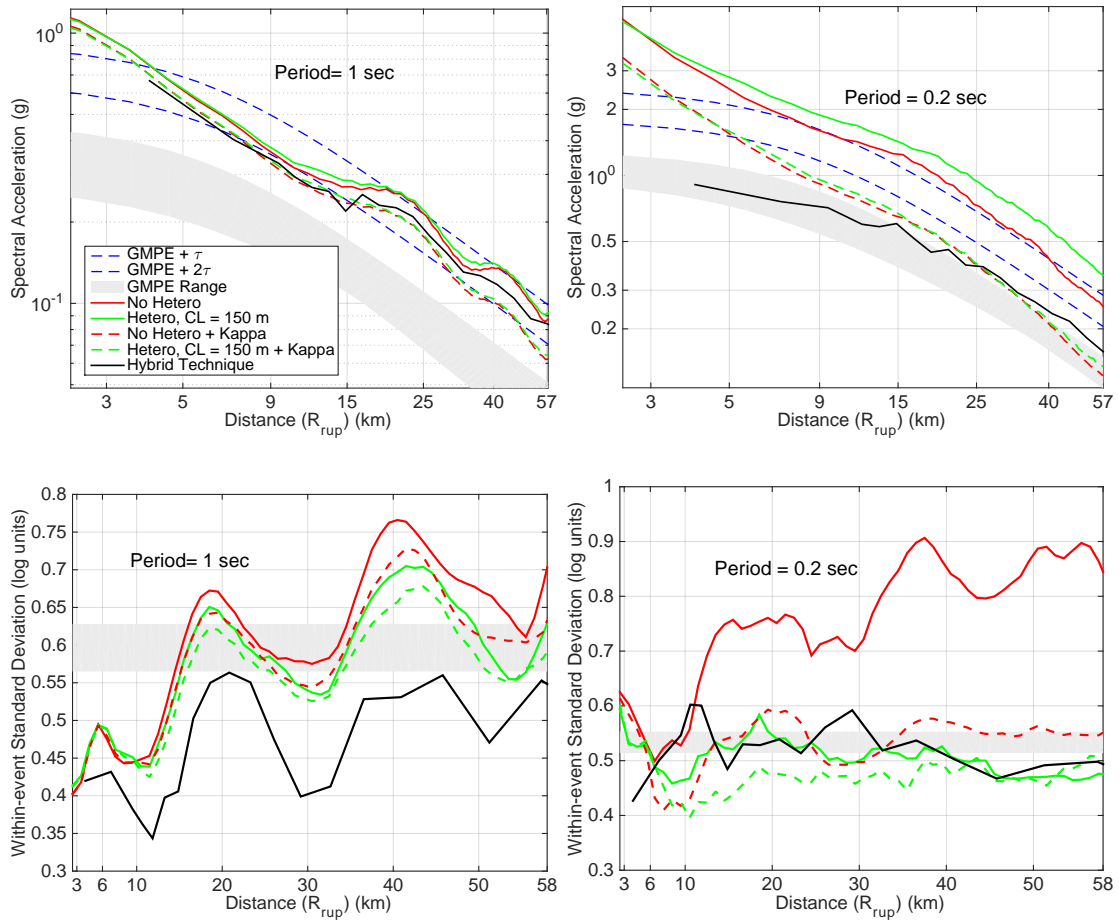 Spectral Acceleration (g)
10^0
10^-1
Period= 1 sec
GMPE + τ
GMPE + 2τ
GMPE Range
No Hetero
Hetero, CL = 150 m
No Hetero + Kappa
Hetero, CL = 150 m + Kappa
Hybrid Technique
3 5 9 15 25 40 57
Distance (R_rup) (km)
Spectral Acceleration (g)
3
2
10^0
0.5
0.3
0.2
Period = 0.2 sec
3 5 9 15 25 40 57
Distance (R_rup) (km)
Within-event Standard Deviation (log units)
0.8
0.75
0.7
0.65
0.6
0.55
0.5
0.45
0.4
0.35
0.3
Period = 1 sec
3 6 10 20 30 40 50 58
Distance (R_rup) (km)
Within-event Standard Deviation (log units)
1
0.9
0.8
0.7
0.6
0.5
0.4
0.3
Period = 0.2 sec
3 6 10 20 30 40 50 58
Distance (R_rup) (km)